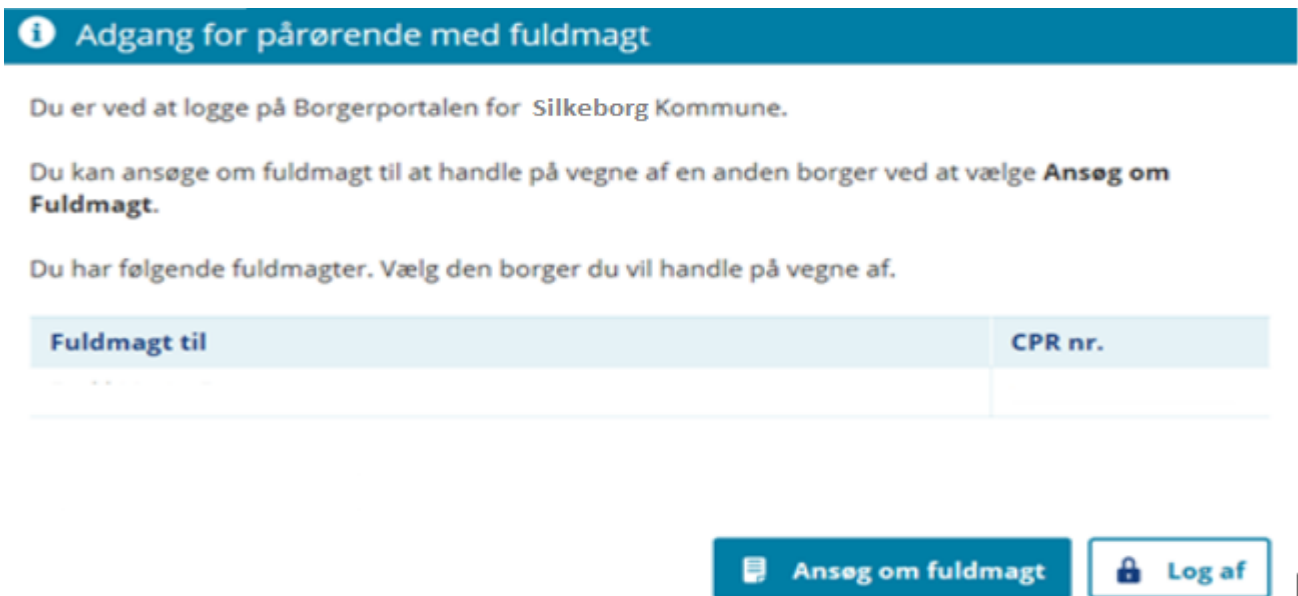 Adgang for pårørende med fuldmagt
Du er ved at logge på Borgerportalen for Silkeborg Kommune.
Du kan ansøge om fuldmagt til at handle på vegne af en anden borger ved at vælge Ansøg om
Fuldmagt.
Du har følgende fuldmagter. Vælg den borger du vil handle på vegne af.
Fuldmagt til CPR nr.
Ansøg om fuldmagt Log af